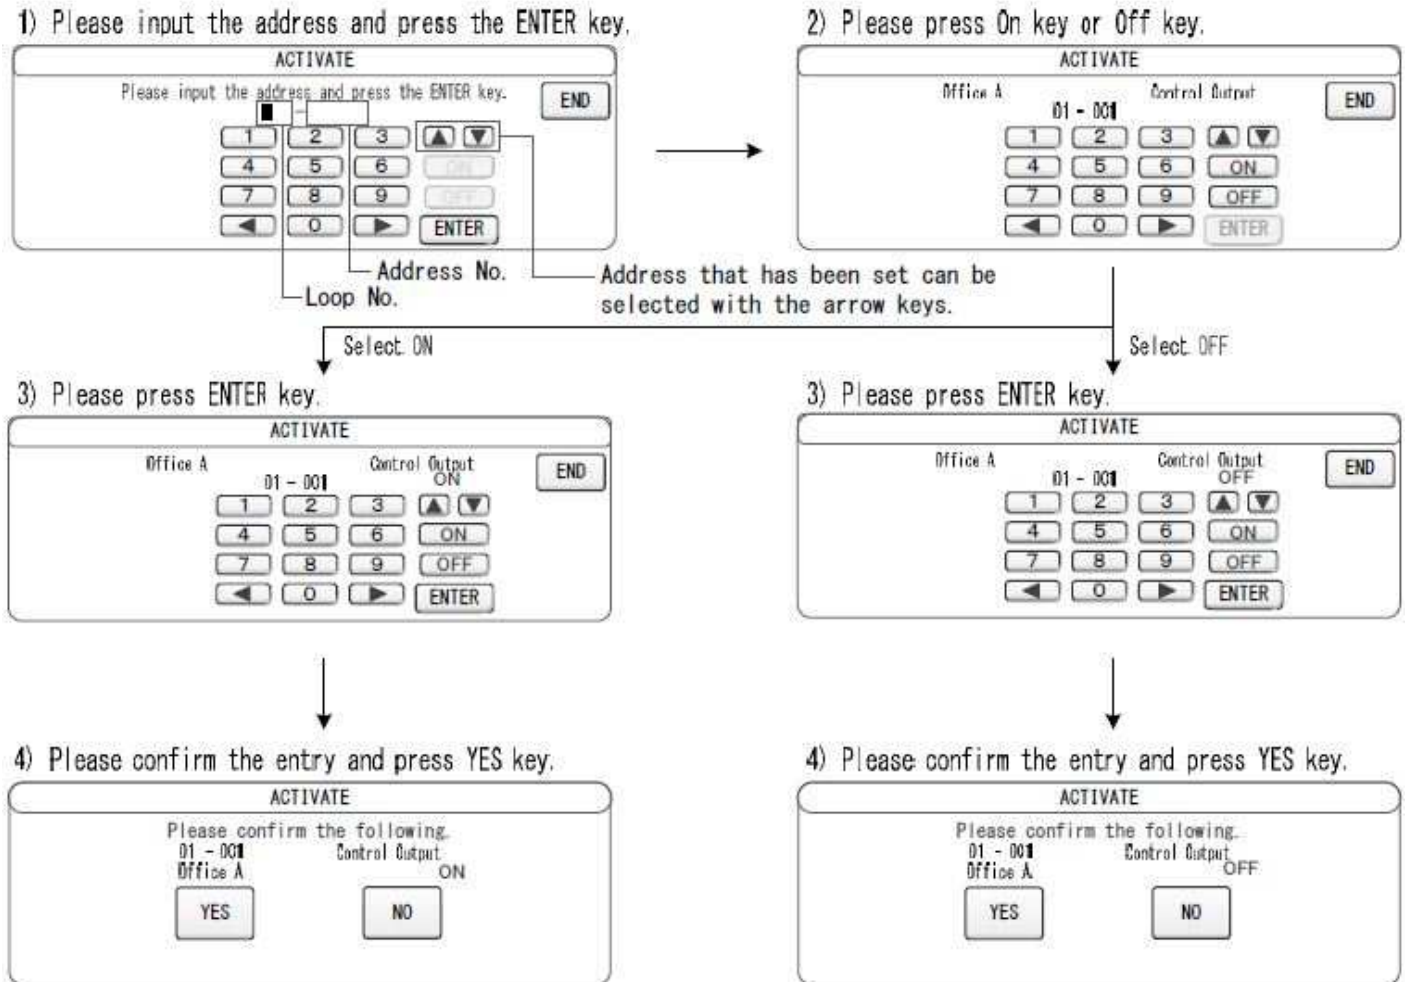 1) Please input the address and press the ENTER key.
ACTIVATE
Please input the address and press the ENTER key.
END
-
1 2 3 ▲ ▼
4 5 6 ON
7 8 9 OFF
◀ 0 ▶ ENTER
Address No.
Loop No.
Address that has been set can be
selected with the arrow keys.
2) Please press On key or Off key.
ACTIVATE
Office A Control Output
END
01 - 001
1 2 3 ▲ ▼
4 5 6 ON
7 8 9 OFF
◀ 0 ▶ ENTER
Select ON
Select OFF
3) Please press ENTER key.
ACTIVATE
Office A Control Output
END
01 - 001 ON
1 2 3 ▲ ▼
4 5 6 ON
7 8 9 OFF
◀ 0 ▶ ENTER
3) Please press ENTER key.
ACTIVATE
Office A Control Output
END
01 - 001 OFF
1 2 3 ▲ ▼
4 5 6 ON
7 8 9 OFF
◀ 0 ▶ ENTER
4) Please confirm the entry and press YES key.
ACTIVATE
Please confirm the following.
01 - 001 Control Output
Office A ON
YES NO
4) Please confirm the entry and press YES key.
ACTIVATE
Please confirm the following.
01 - 001 Control Output
Office A OFF
YES NO